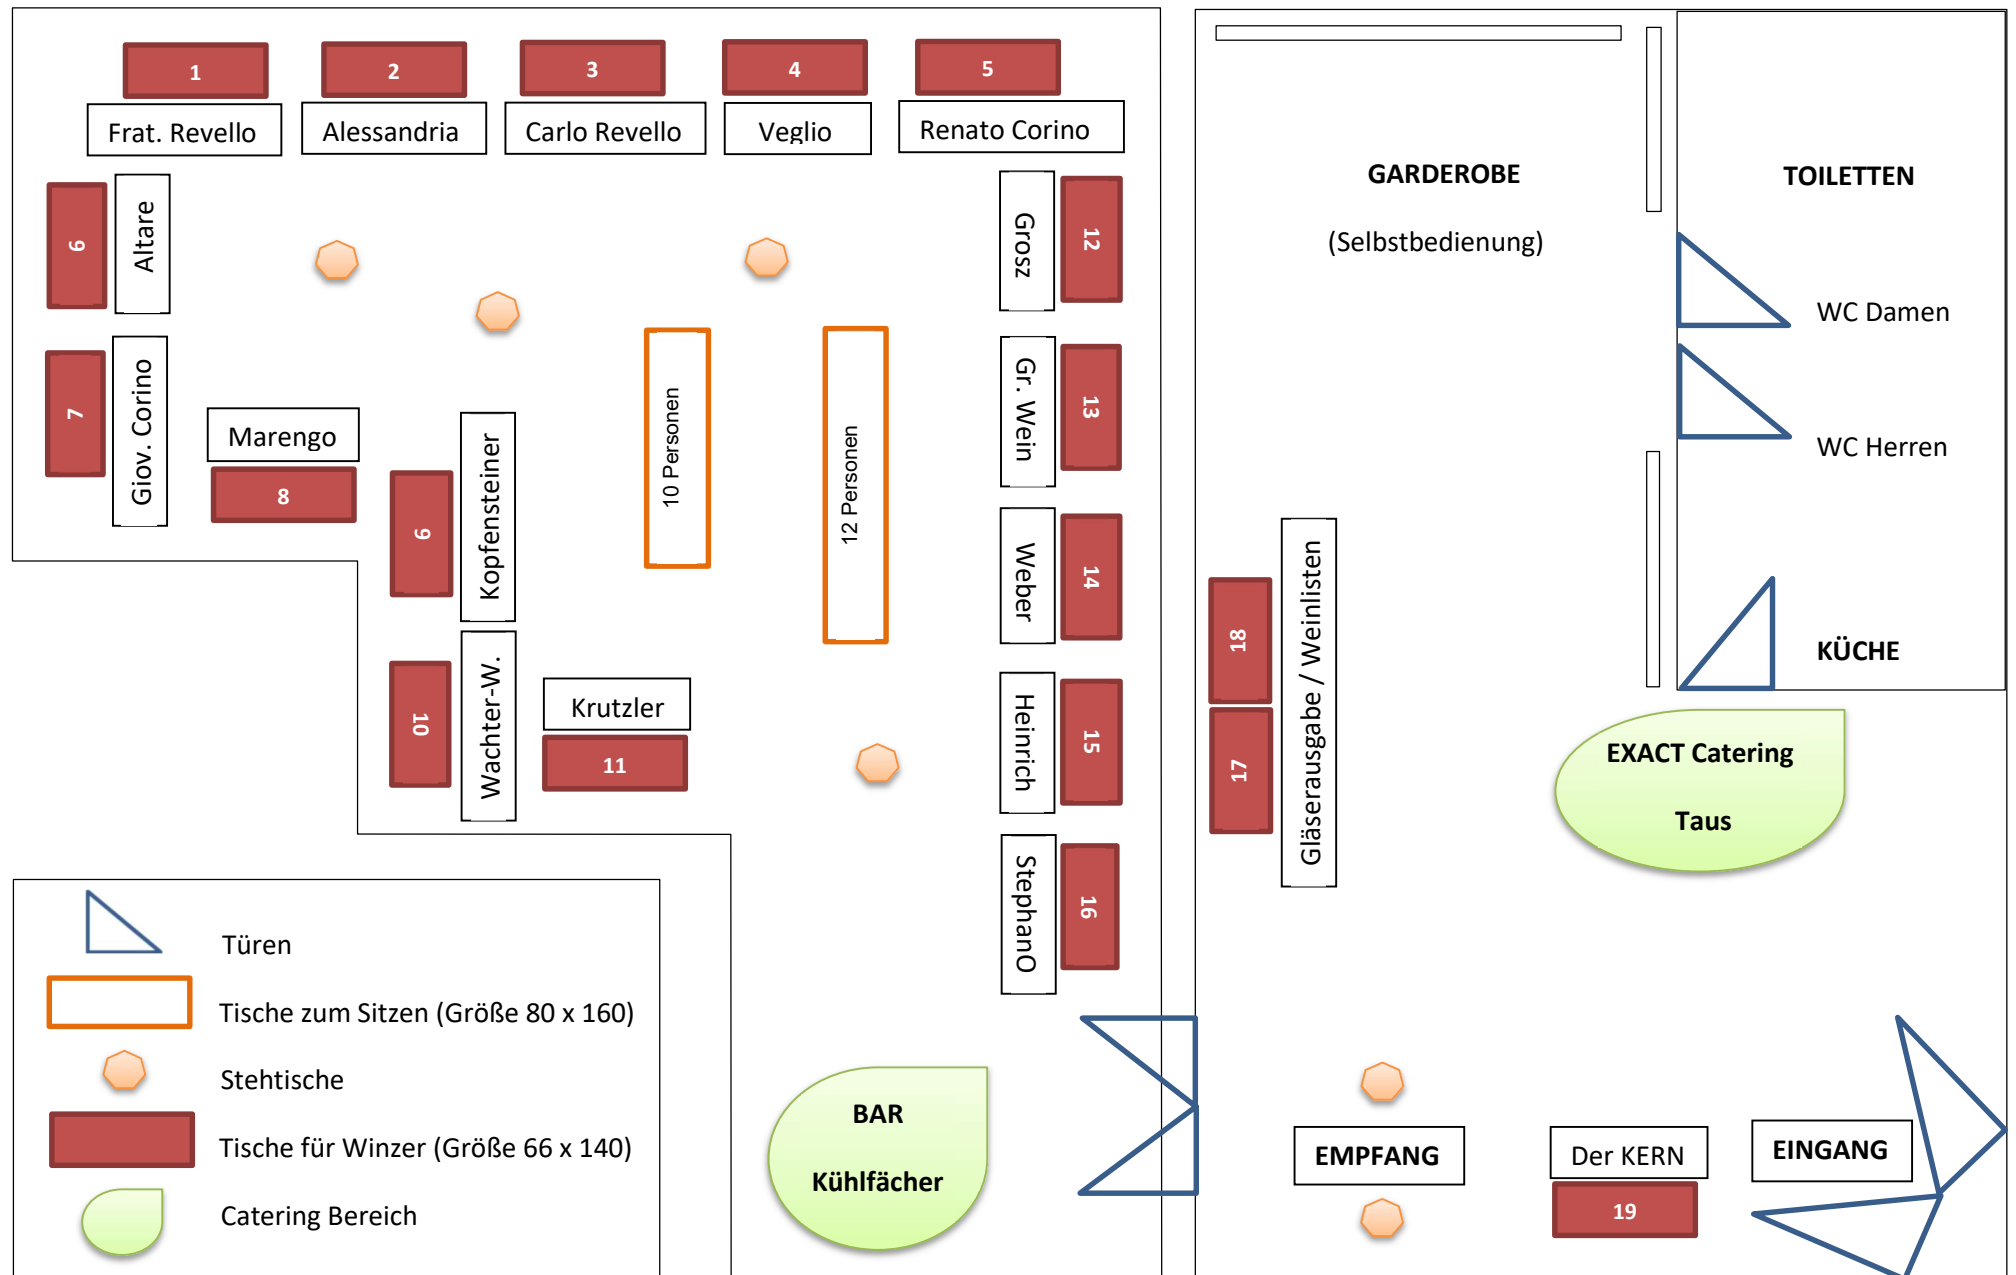 1
2
3
4
5
Frat. Revello
Alessandria
Carlo Revello
Veglio
Renato Corino
6
Altare
7
Giov. Corino
Marengo
8
9
Kopfensteiner
10
Wachter-W.
Krutzler
11
10 Personen
12 Personen
Grosz
12
Gr. Wein
13
Weber
14
Heinrich
15
StephanO
16
BAR
Kühlfächer
GARDEROBE
(Selbstbedienung)
TOILETTEN
WC Damen
WC Herren
KÜCHE
18
17
Gläserausgabe / Weinlisten
EXACT Catering
Taus
EMPFANG
Der KERN
19
EINGANG
Türen
Tische zum Sitzen (Größe 80 x 160)
Stehtische
Tische für Winzer (Größe 66 x 140)
Catering Bereich